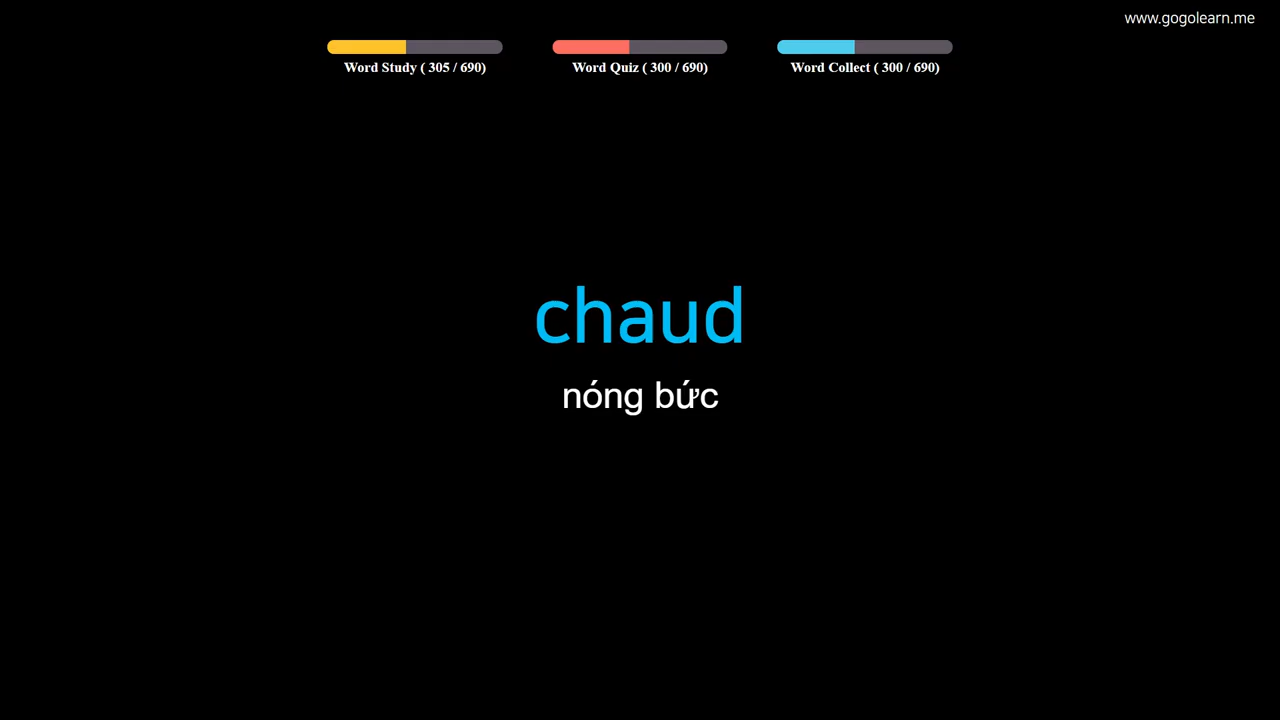 www.gogolearn.me
Word Study ( 305 / 690)
Word Quiz ( 300 / 690)
Word Collect ( 300 / 690)
chaud
nóng bức